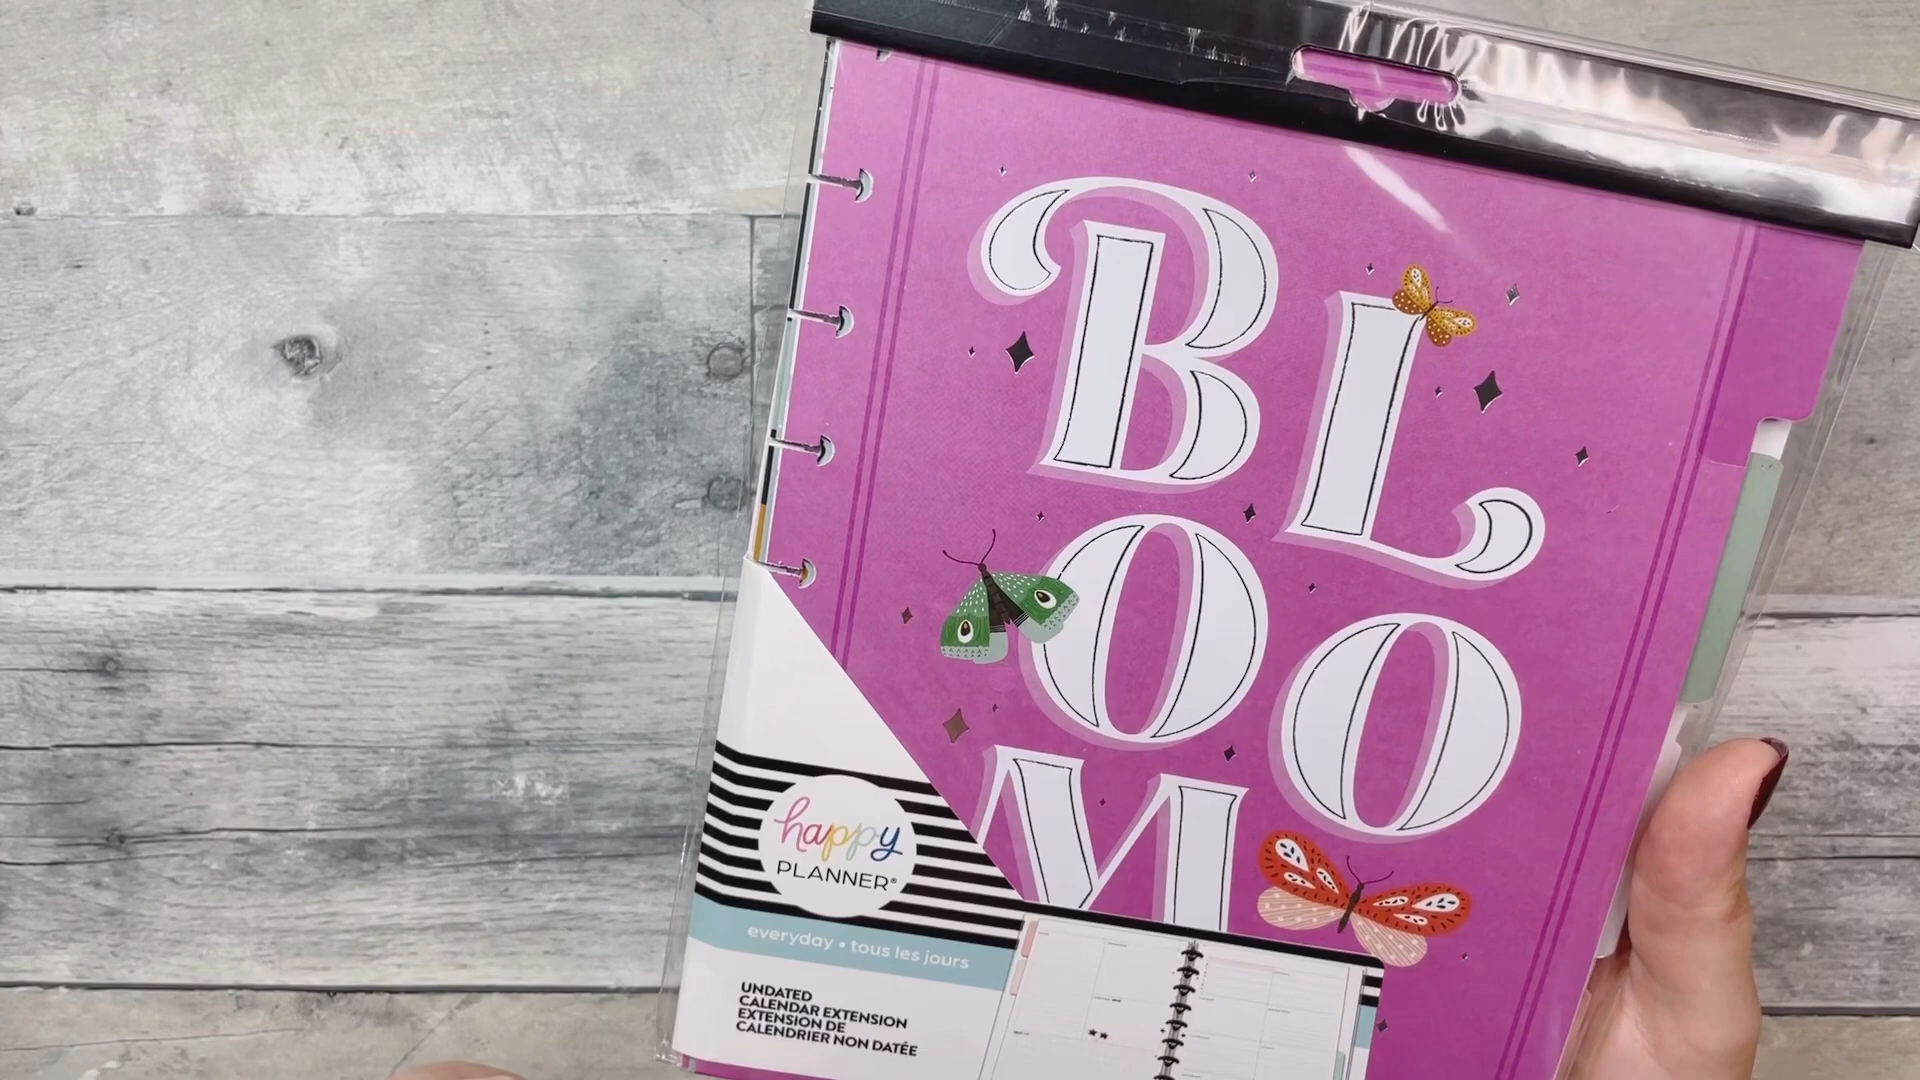 BL
OO
M
happy
PLANNER®
everyday • tous les jours
UNDATED
CALENDAR EXTENSION
EXTENSION DE
CALENDRIER NON DATÉE